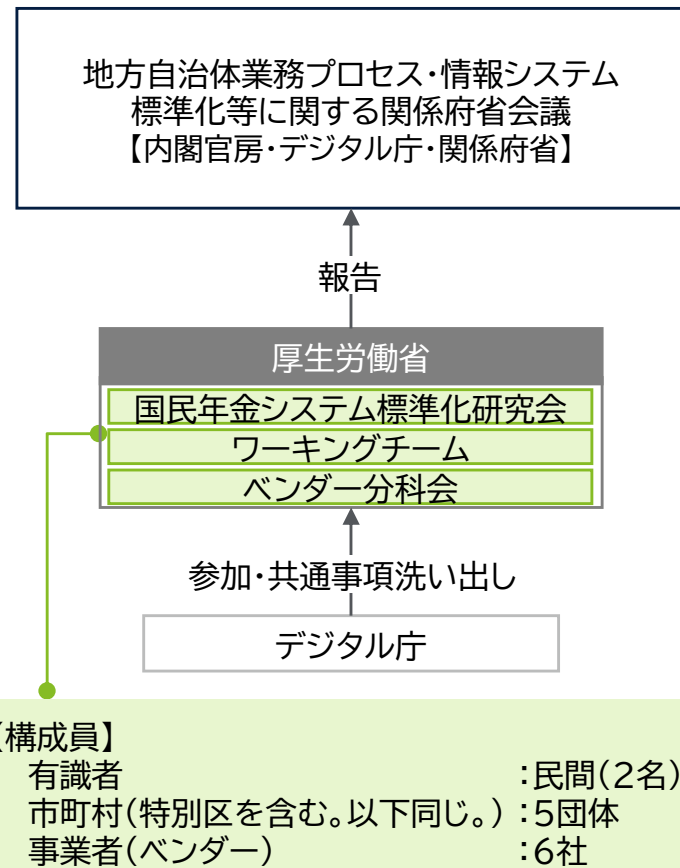 地方自治体業務プロセス・情報システム
標準化等に関する関係府省会議
【内閣官房・デジタル庁・関係府省】
報告
厚生労働省
国民年金システム標準化研究会
ワーキングチーム
ベンダー分科会
参加・共通事項洗い出し
デジタル庁
【構成員】
有識者：民間(2名)
市町村(特別区を含む。以下同じ。)：5団体
事業者(ベンダー)：6社